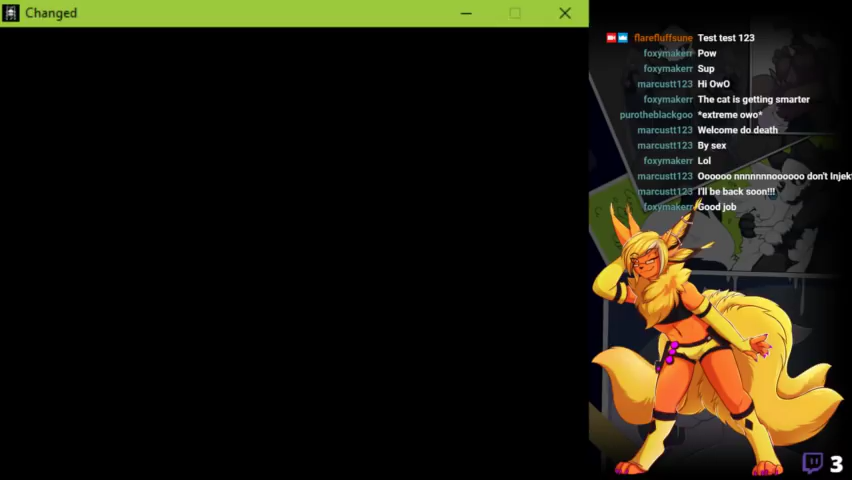 Changed
flarefluffsune Test test 123
foxymakerr Pow
foxymakerr Sup
marcustt123 Hi OwO
foxymakerr The cat is getting smarter
purotheblackgoo *extreme owo*
marcustt123 Welcome do death
marcustt123 By sex
foxymakerr Lol
marcustt123 Oooooo nnnnnnnoooooo don't Injekt
marcustt123 I'll be back soon!!!
foxymakerr Good job
3